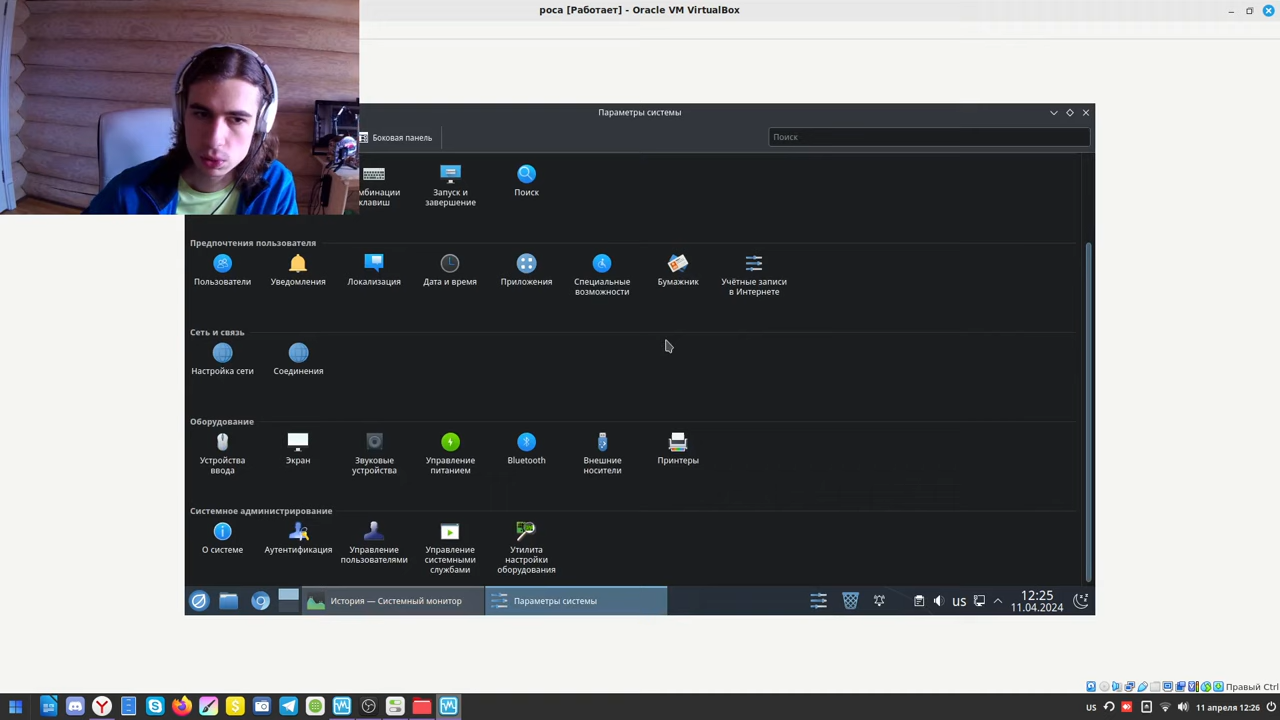 роса [Работает] - Oracle VM VirtualBox
Параметры системы
Боковая панель
Поиск
клавиш
Запуск и
завершение
Поиск
Предпочтения пользователя
Пользователи
Уведомления
Локализация
Дата и время
Приложения
Специальные
возможности
Бумажник
Учётные записи
в Интернете
Сеть и связь
Настройка сети
Соединения
Оборудование
Устройства
ввода
Экран
Звуковые
устройства
Управление
питанием
Bluetooth
Внешние
носители
Принтеры
Системное администрирование
О системе
Аутентификация
Управление
пользователями
Управление
системными
службами
Утилита
настройки
оборудования
История — Системный монитор
Параметры системы
us
12:25
11.04.2024
Правый Ctrl
us
11 апреля 12:26